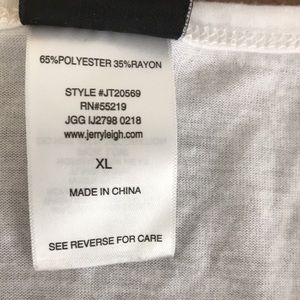 65%POLYESTER 35%RAYON
STYLE #JT20569
RN#55219
JGG IJ2798 0218
www.jerryleigh.com
XL
MADE IN CHINA
SEE REVERSE FOR CARE